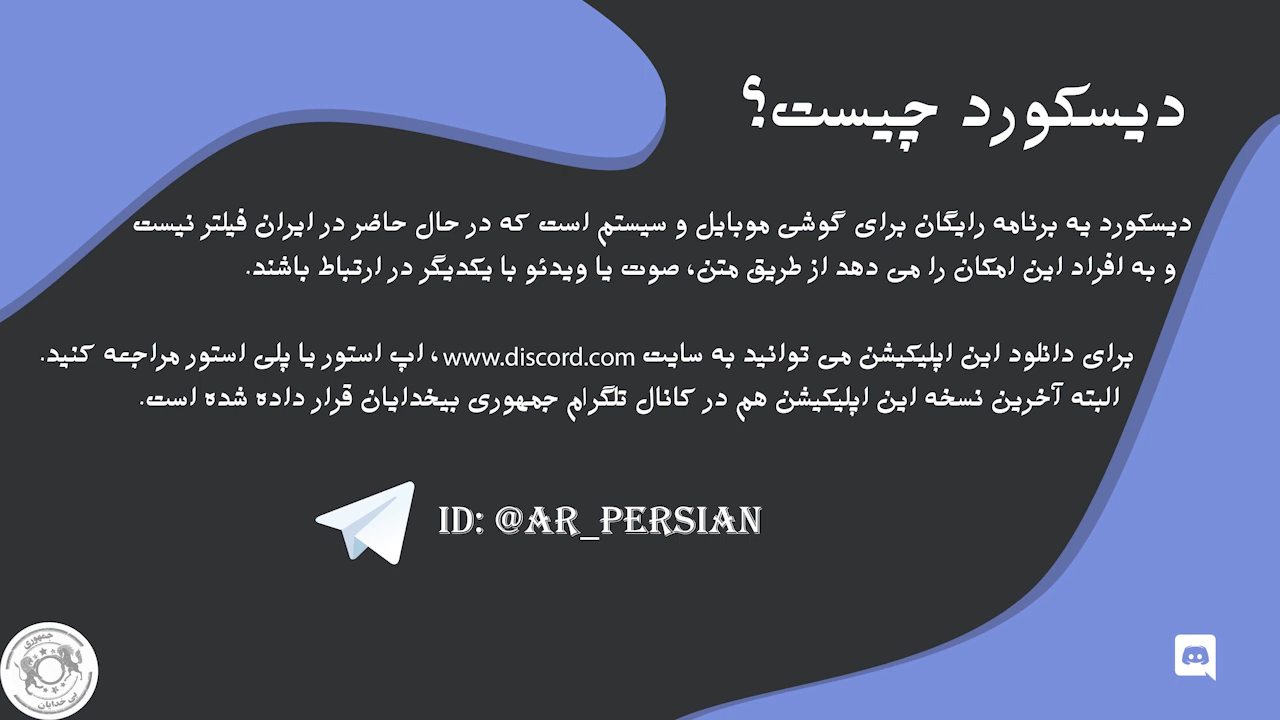 دیسکورد چیست؟
دیسکورد یه برنامه رایگان برای گوشی موبایل و سیستم است که در حال حاضر در ایران فیلتر نیست
و به افراد این امکان را می دهد از طریق متن، صوت یا ویدئو با یکدیگر در ارتباط باشند.
برای دانلود این اپلیکیشن می توانید به سایت www.discord.com، اپ استور یا پلی استور مراجعه کنید.
البته آخرین نسخه این اپلیکیشن هم در کانال تلگرام جمهوری بیخدایان قرار داده شده است.
ID: @AR_PERSIAN
جمهوری
بی خدایان